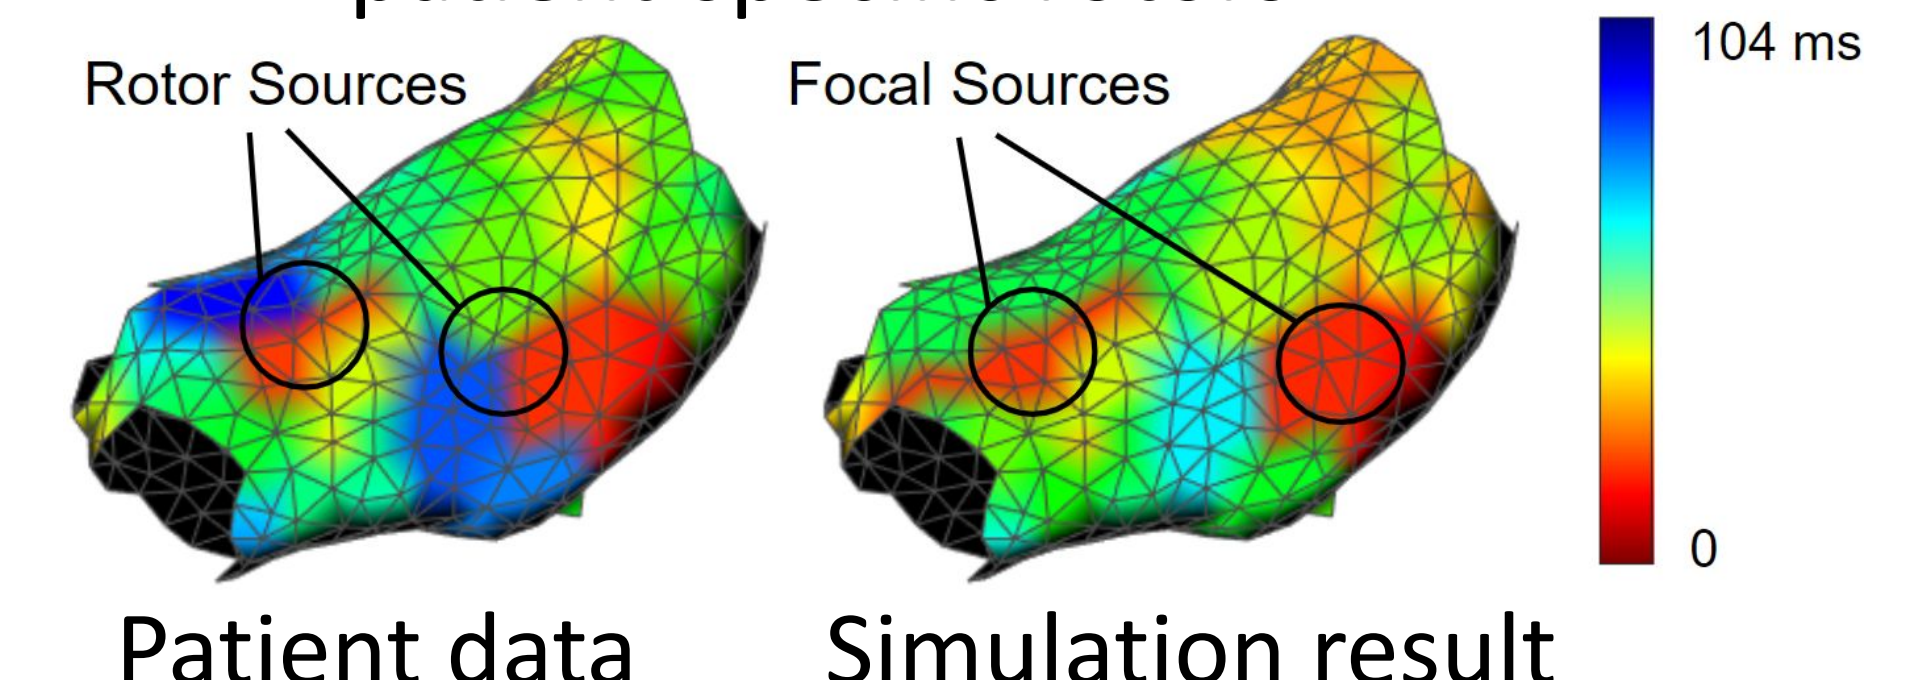 Rotor Sources
Focal Sources
104 ms
0
Patient data
Simulation result